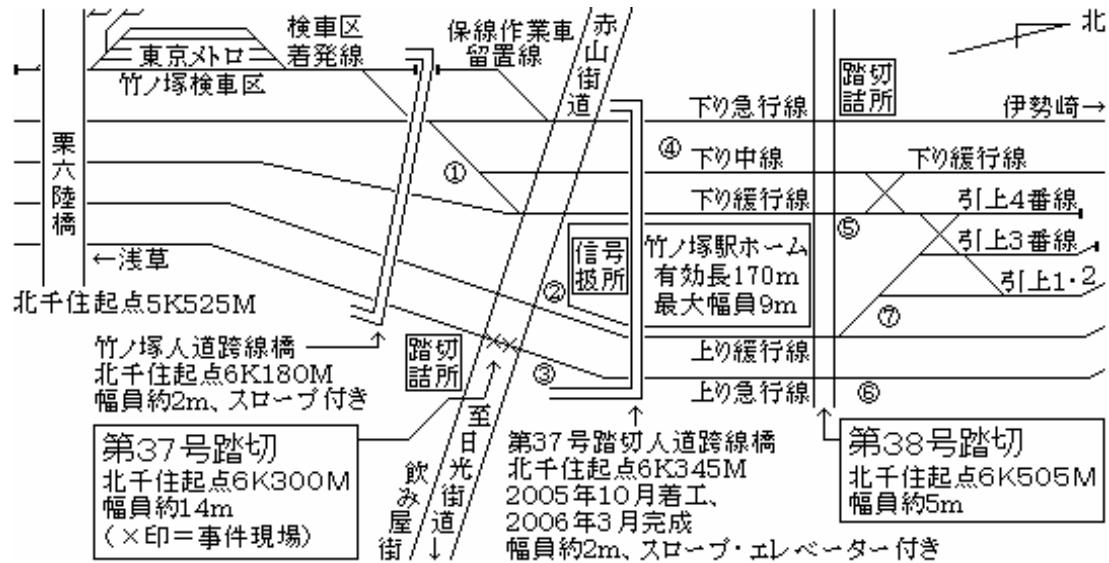 検車区
着発線
東京メトロ
竹ノ塚検車区
保線作業車
留置線
赤山街道
踏切
詰所
北
下り急行線
伊勢崎→
栗六陸橋
①
④
下り中線
下り緩行線
下り緩行線
引上4番線
⑤
引上3番線
引上1・2
←浅草
信号
扱所
竹ノ塚駅ホーム
有効長170m
最大幅員9m
②
⑦
北千住起点5K525M
竹ノ塚人道跨線橋
北千住起点6K180M
幅員約2m、スロープ付き
踏切
詰所
③
上り緩行線
上り急行線
⑥
第37号踏切
北千住起点6K300M
幅員約14m
(×印=事件現場)
飲み屋街
至日光街道↓
第37号踏切人道跨線橋
北千住起点6K345M
2005年10月着工、
2006年3月完成
幅員約2m、スロープ・エレベーター付き
第38号踏切
北千住起点6K505M
幅員約5m